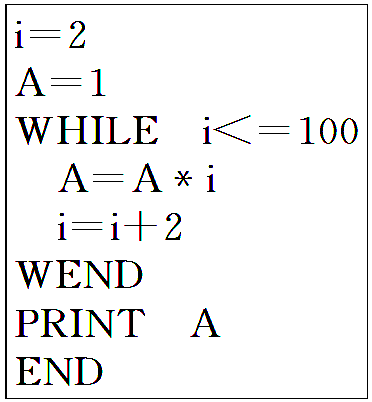 i=2
A=1
WHILE i<=100
A=A*i
i=i+2
WEND
PRINT A
END